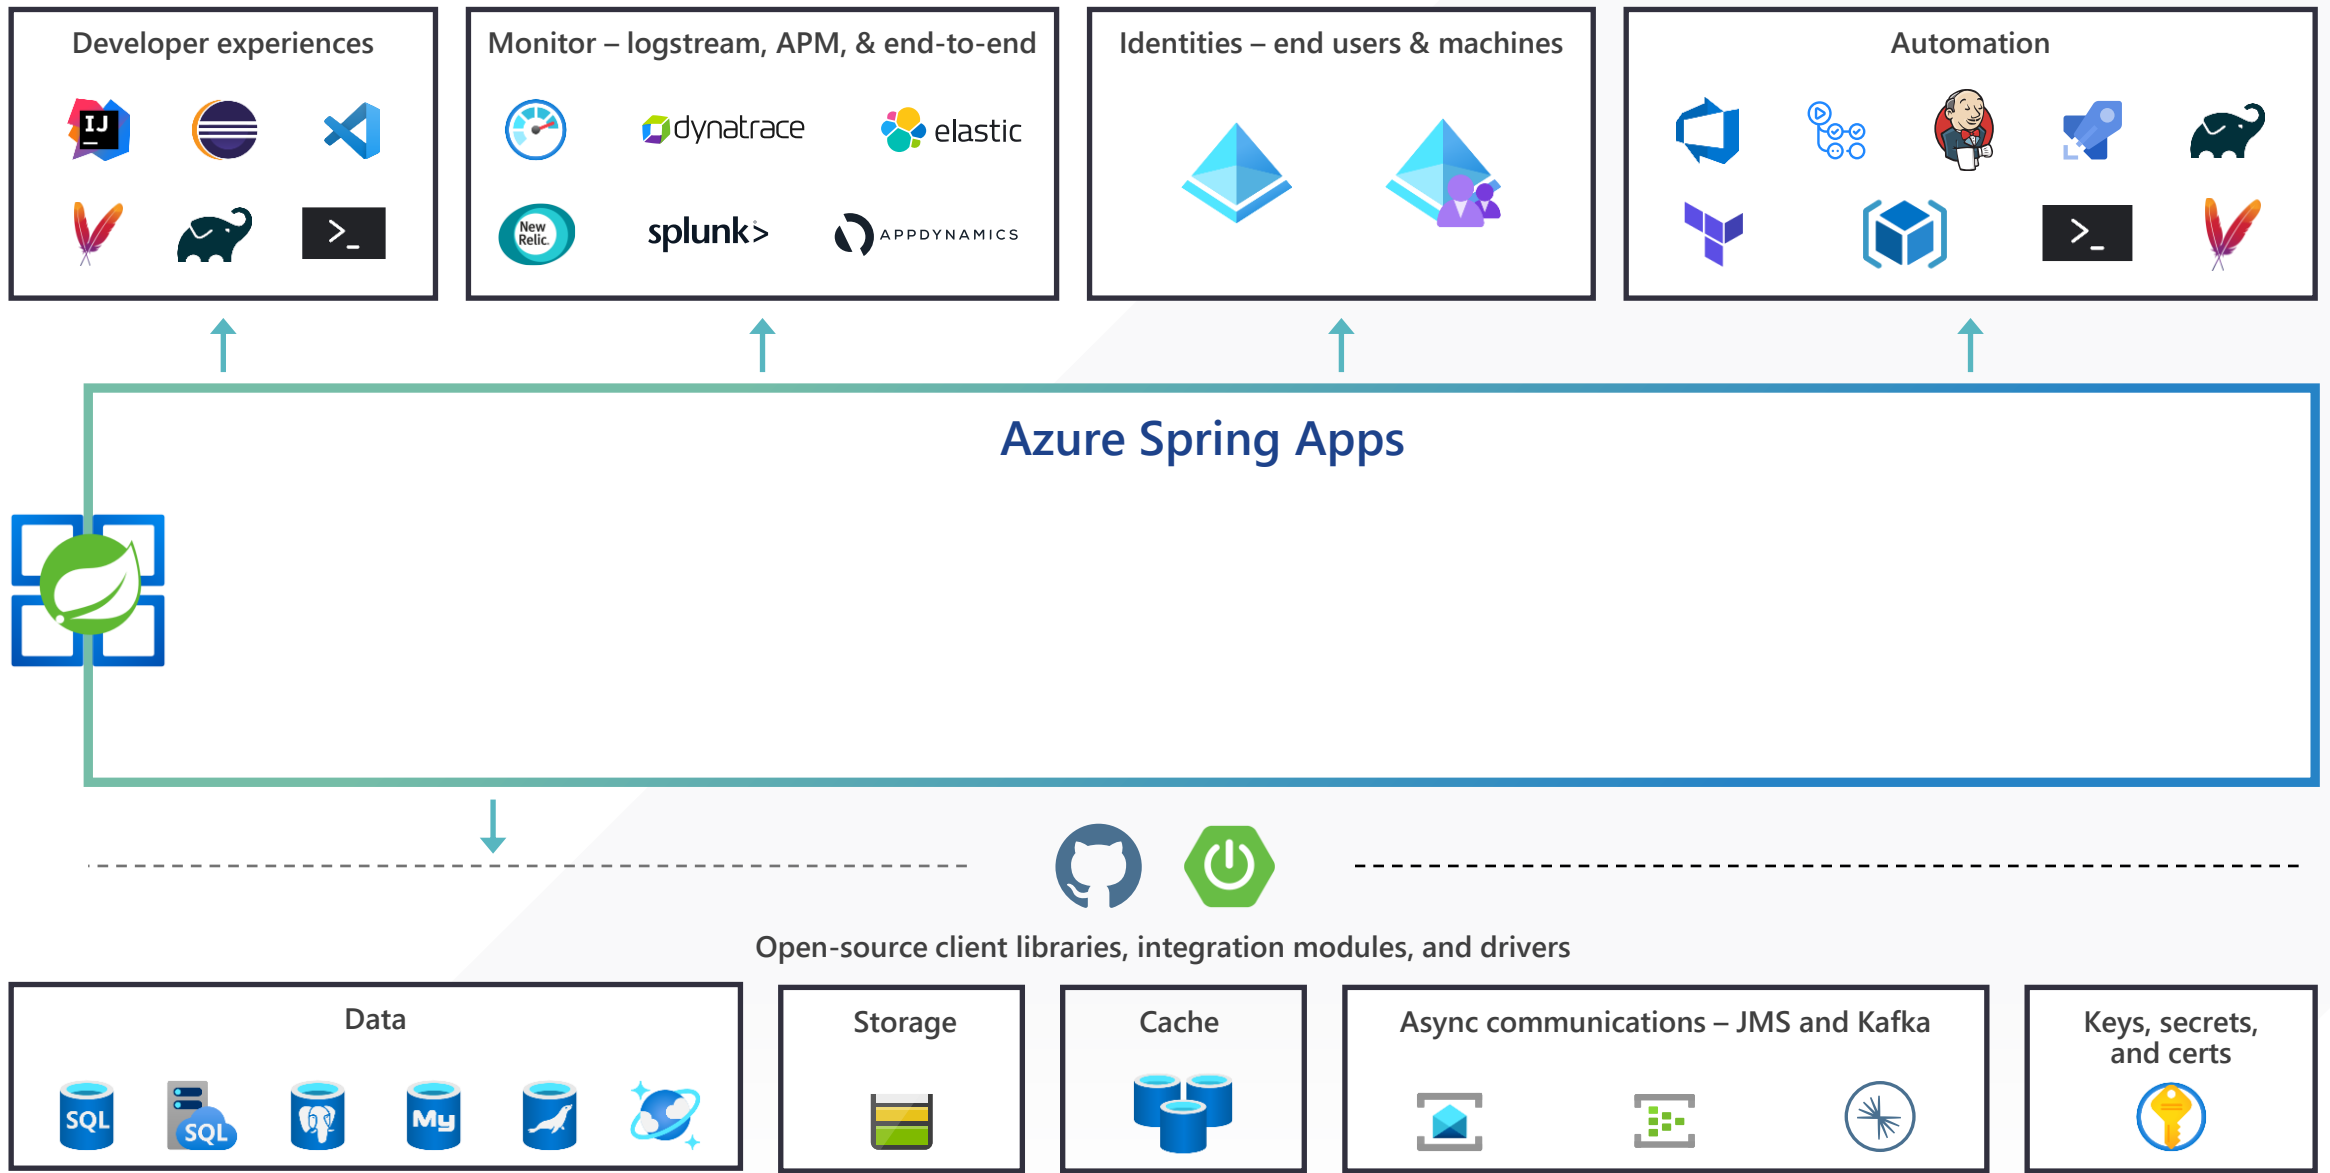 Developer experiences
Monitor – logstream, APM, & end-to-end
Identities – end users & machines
Automation
IJ
dynatrace
elastic
>_
New
Relic.
splunk>
APPDYNAMICS
>_
Azure Spring Apps
Open-source client libraries, integration modules, and drivers
Data
Storage
Cache
Async communications – JMS and Kafka
Keys, secrets,
and certs
SQL
SQL
My